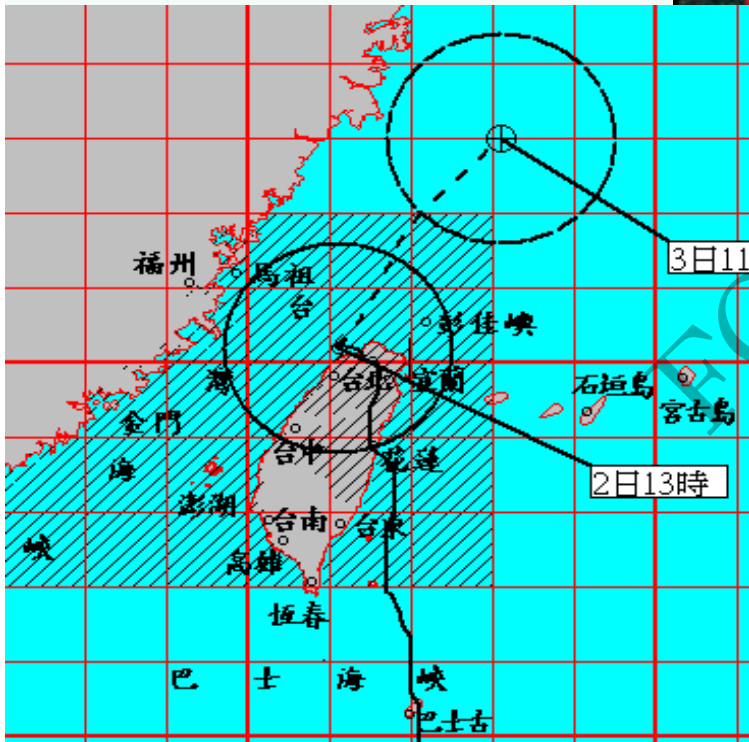 3日11
福州
馬祖
台
彭佳嶼
灣
台北
宜蘭
石垣島
宮古島
金門
台中
花蓮
海
2日13時
澎湖
台南
台東
峽
高雄
恆春
巴士海峽
巴士古
FO